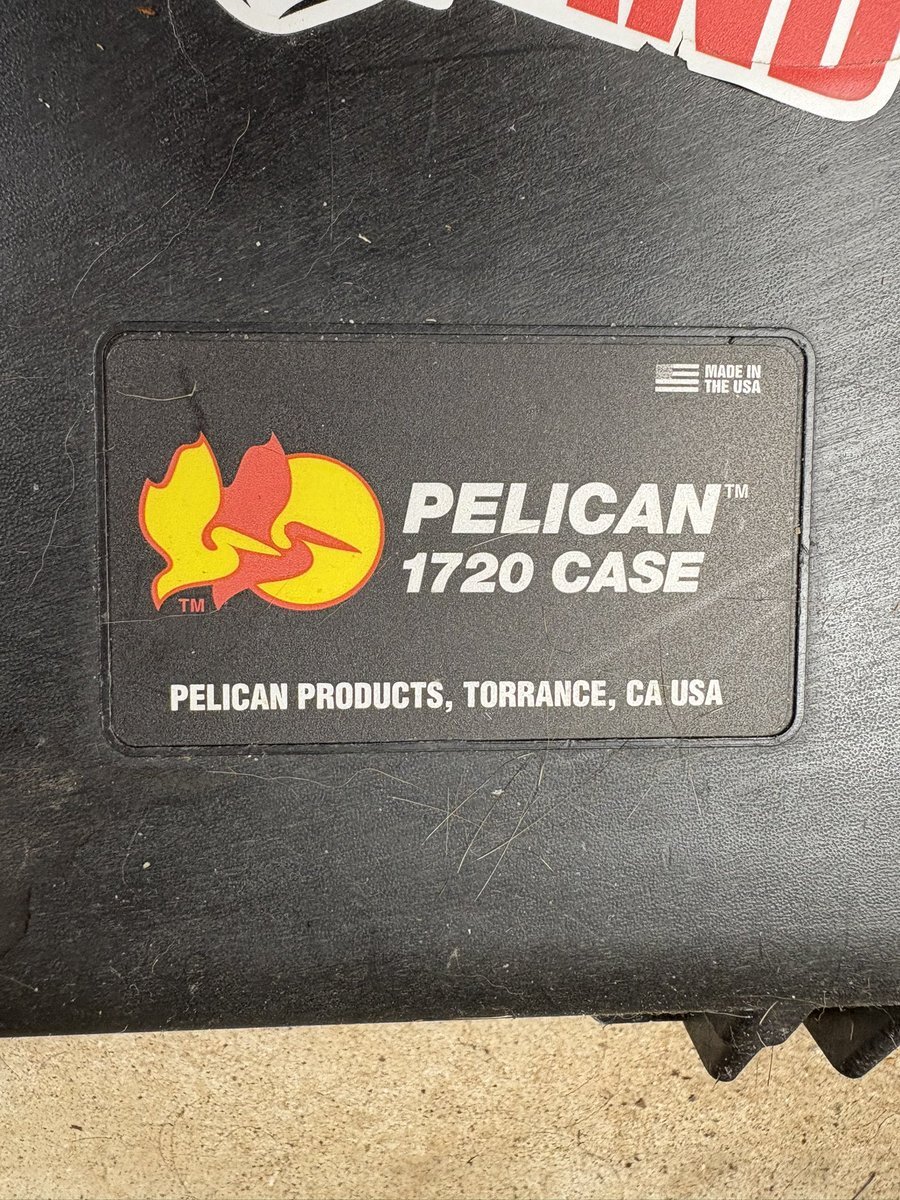 MADE IN
THE USA
PELICAN™
1720 CASE
TM
PELICAN PRODUCTS, TORRANCE, CA USA